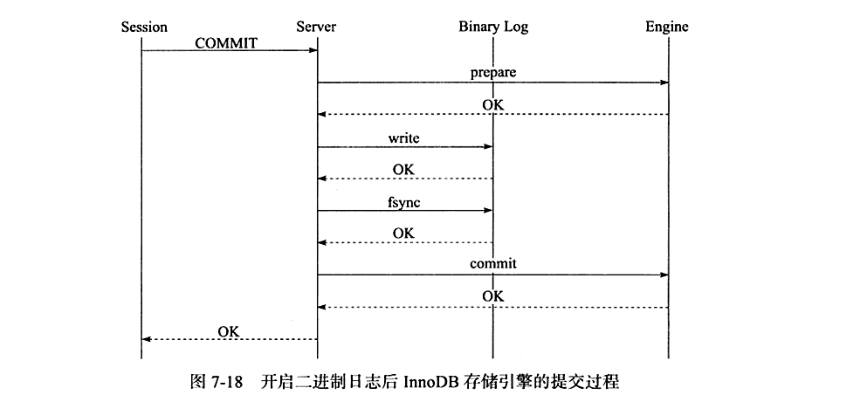 Session Server Binary Log Engine
COMMIT
prepare
OK
write
OK
fsync
OK
commit
OK
OK
图 7-18 开启二进制日志后 InnoDB 存储引擎的提交过程